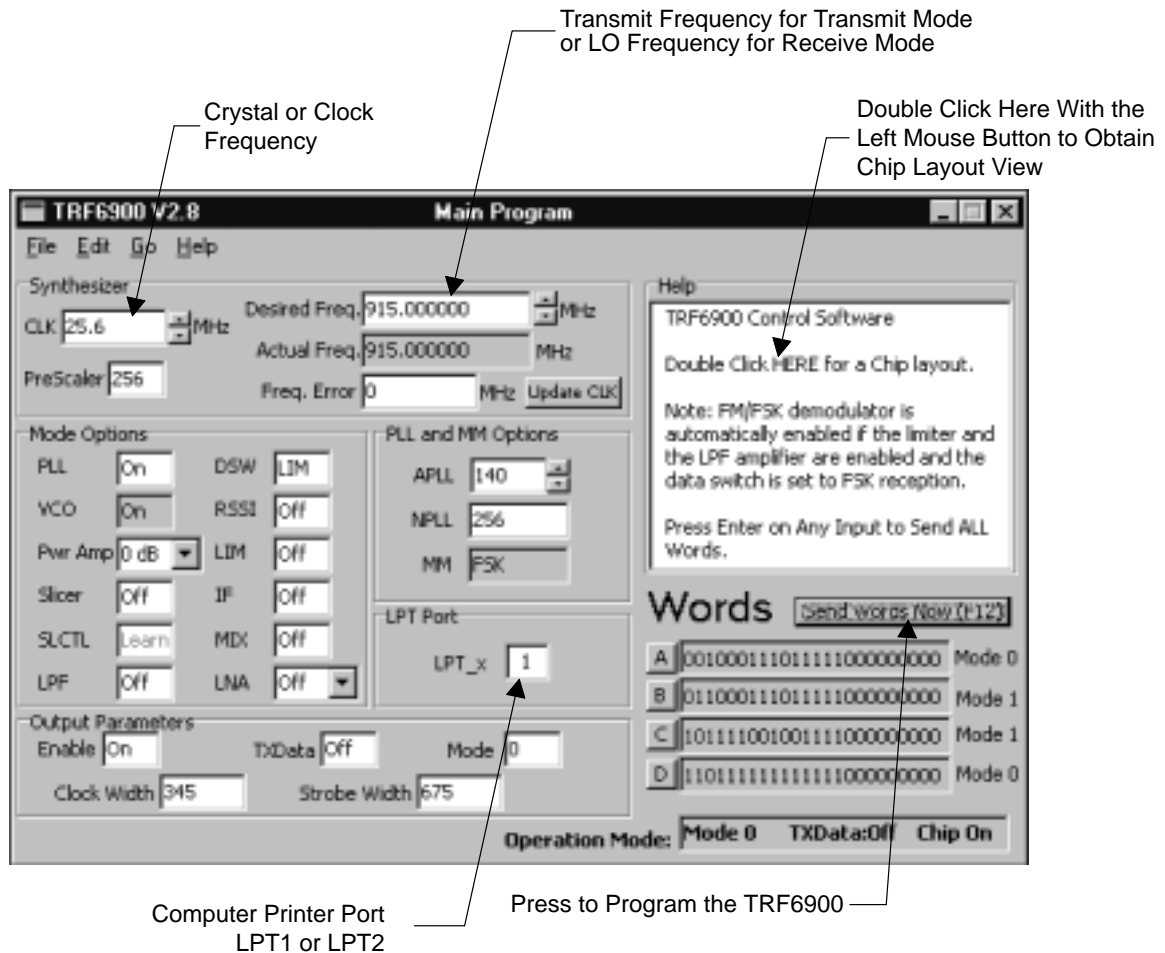 Transmit Frequency for Transmit Mode
or LO Frequency for Receive Mode
Crystal or Clock
Frequency
Double Click Here With the
Left Mouse Button to Obtain
Chip Layout View
TRF6900 V2.8 Main Program
File Edit Go Help
Synthesizer
CLK 25.6 MHz
PreScaler 256
Desired Freq. 915.000000 MHz
Actual Freq. 915.000000 MHz
Freq. Error 0 MHz Update CLK
Mode Options
PLL On DSW LIM
VCO On RSSI Off
Pwr Amp 0 dB LIM Off
Slicer Off IF Off
SLCTL Learn MIX Off
LPF Off LNA Off
PLL and MM Options
APLL 140
NPLL 256
MM FSK
LPT Port
LPT_x 1
Output Parameters
Enable On TXData Off Mode 0
Clock Width 345 Strobe Width 675
Help
TRF6900 Control Software
Double Click HERE for a Chip layout.
Note: FM/FSK demodulator is
automatically enabled if the limiter and
the LPF amplifier are enabled and the
data switch is set to FSK reception.
Press Enter on Any Input to Send ALL
Words.
Words Send Words Now (F12)
A 001000111011111000000000 Mode 0
B 011000111011111000000000 Mode 1
C 101111001001111000000000 Mode 1
D 110111111111111000000000 Mode 0
Operation Mode: Mode 0 TXData:Off Chip On
Computer Printer Port
LPT1 or LPT2
Press to Program the TRF6900